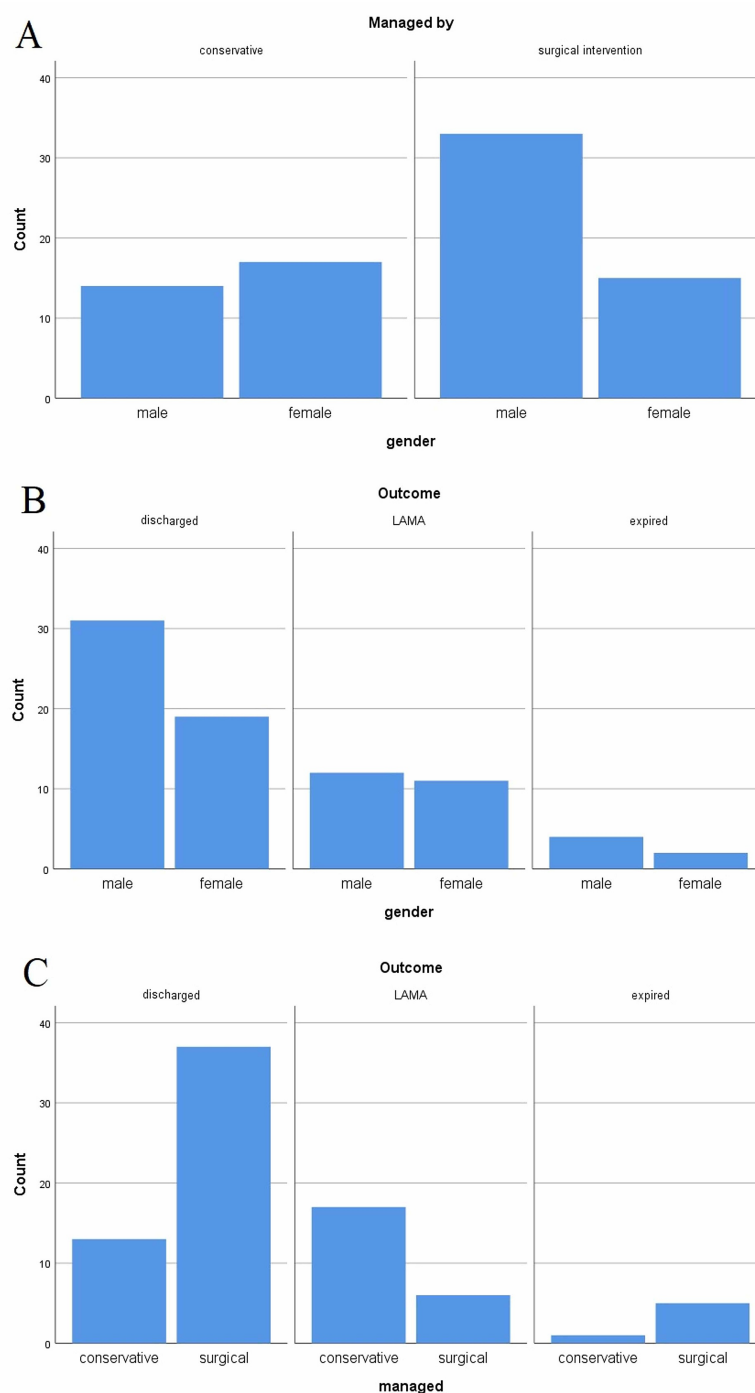 A
Managed by
conservative surgical intervention
40
30
20
10
0
Count
male female male female
gender
B
Outcome
discharged LAMA expired
40
30
20
10
0
Count
male female male female male female
gender
C
Outcome
discharged LAMA expired
40
30
20
10
0
Count
conservative surgical conservative surgical conservative surgical
managed